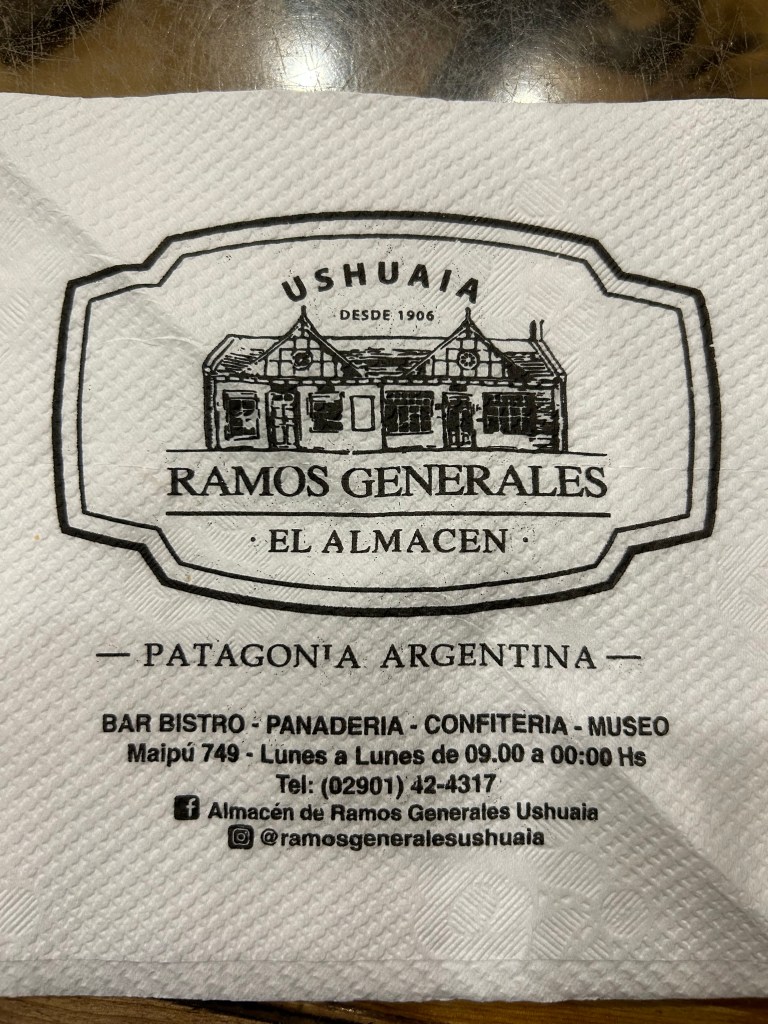 USHUAIA
DESDE 1906
RAMOS GENERALES
· EL ALMACEN ·
— PATAGONIA ARGENTINA —
BAR BISTRO - PANADERIA - CONFITERIA - MUSEO
Maipú 749 - Lunes a Lunes de 09.00 a 00:00 Hs
Tel: (02901) 42-4317
Almacén de Ramos Generales Ushuaia
@ramosgeneralesushuaia